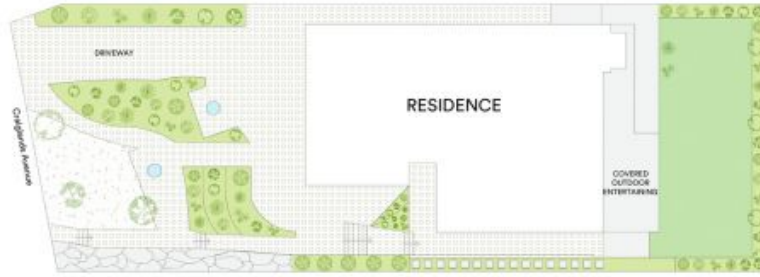 DRIVEWAY
RESIDENCE
Craiglands Avenue
COVERED
OUTDOOR
ENTERTAINING